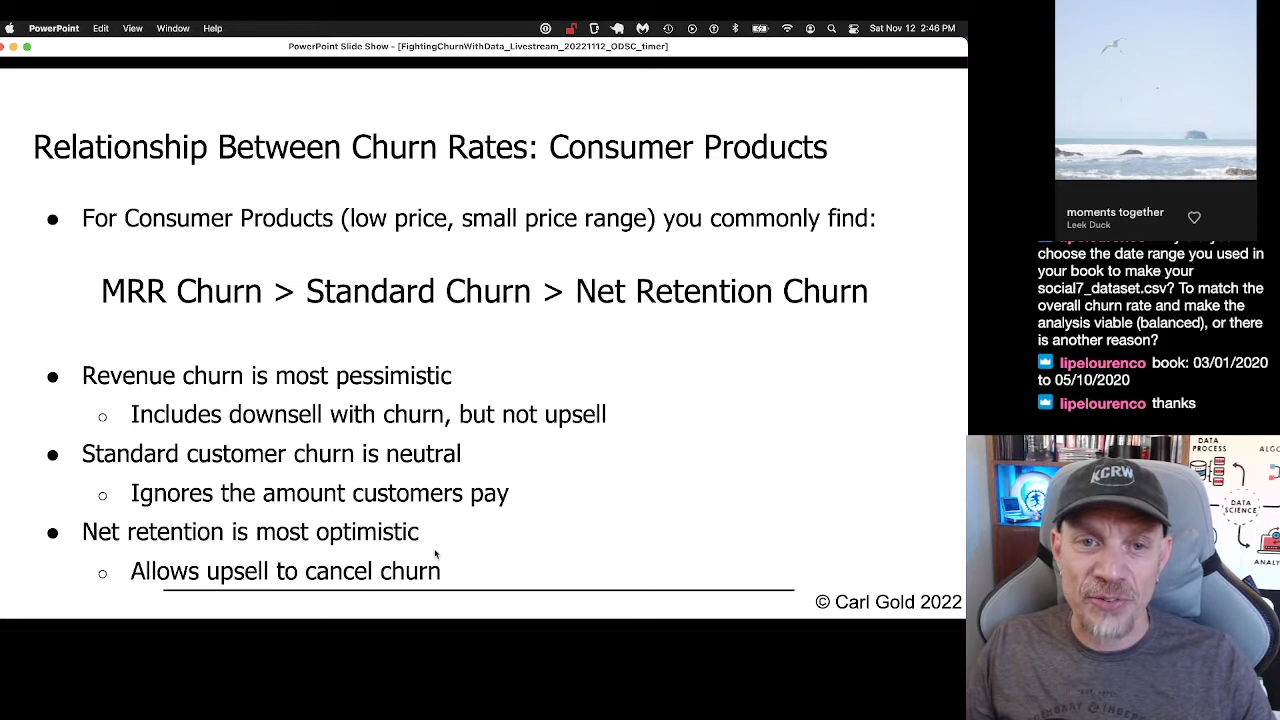 PowerPoint Edit View Window Help
Sat Nov 12 2:46 PM
PowerPoint Slide Show - [FightingChurnWithData_Livestream_20221112_ODSC_timer]
Relationship Between Churn Rates: Consumer Products
● For Consumer Products (low price, small price range) you commonly find:
MRR Churn > Standard Churn > Net Retention Churn
● Revenue churn is most pessimistic
○ Includes downsell with churn, but not upsell
● Standard customer churn is neutral
○ Ignores the amount customers pay
● Net retention is most optimistic
○ Allows upsell to cancel churn
© Carl Gold 2022
moments together
Leek Duck
choose the date range you used in
your book to make your
social7_dataset.csv? To match the
overall churn rate and make the
analysis viable (balanced), or there
is another reason?
lipelourenco book: 03/01/2020
to 05/10/2020
lipelourenco thanks
KCRW
DATA
PROCESS
DATA
SCIENCE